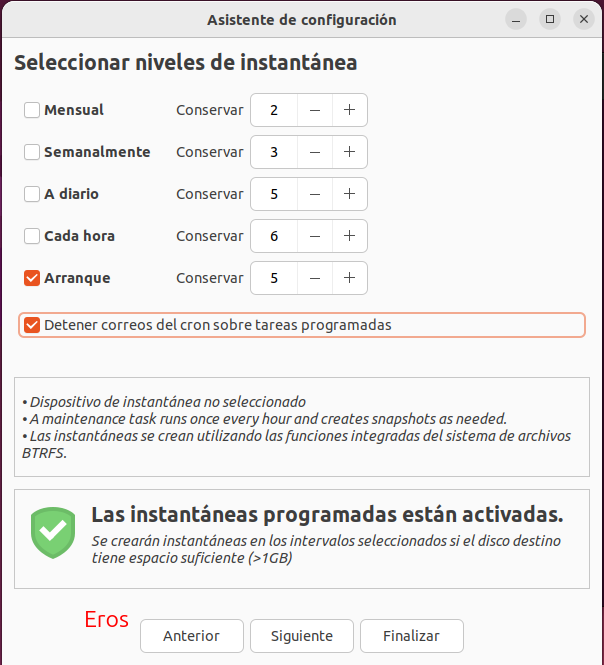 Asistente de configuración
Seleccionar niveles de instantánea
Mensual Conservar 2 − +
Semanalmente Conservar 3 − +
A diario Conservar 5 − +
Cada hora Conservar 6 − +
Arranque Conservar 5 − +
Detener correos del cron sobre tareas programadas
• Dispositivo de instantánea no seleccionado
• A maintenance task runs once every hour and creates snapshots as needed.
• Las instantáneas se crean utilizando las funciones integradas del sistema de archivos
BTRFS.
Las instantáneas programadas están activadas.
Se crearán instantáneas en los intervalos seleccionados si el disco destino
tiene espacio suficiente (>1GB)
Eros
Anterior Siguiente Finalizar